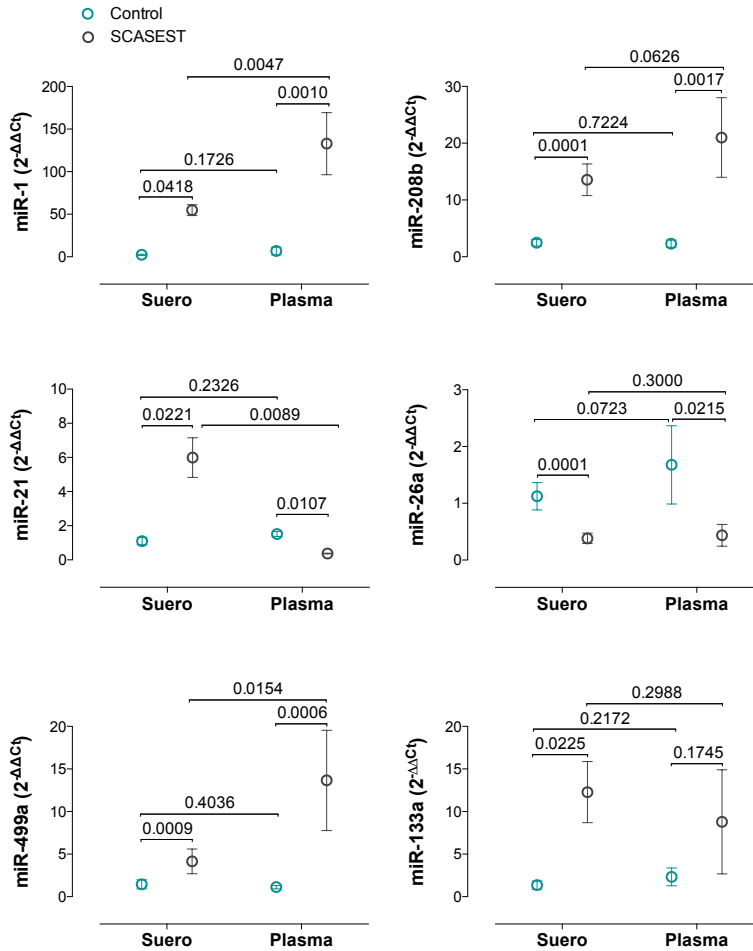 Control
SCASEST
miR-1 (2-ΔΔCt)
200
150
100
50
0
0.0047
0.0010
0.1726
0.0418
Suero
Plasma
miR-208b (2-ΔΔCt)
30
20
10
0
0.0626
0.0017
0.7224
0.0001
Suero
Plasma
miR-21 (2-ΔΔCt)
10
8
6
4
2
0
0.2326
0.0221
0.0089
0.0107
Suero
Plasma
miR-26a (2-ΔΔCt)
3
2
1
0
0.3000
0.0723
0.0215
0.0001
Suero
Plasma
miR-499a (2-ΔΔCt)
20
15
10
5
0
0.0154
0.0006
0.4036
0.0009
Suero
Plasma
miR-133a (2-ΔΔCt)
20
15
10
5
0
0.2988
0.2172
0.0225
0.1745
Suero
Plasma